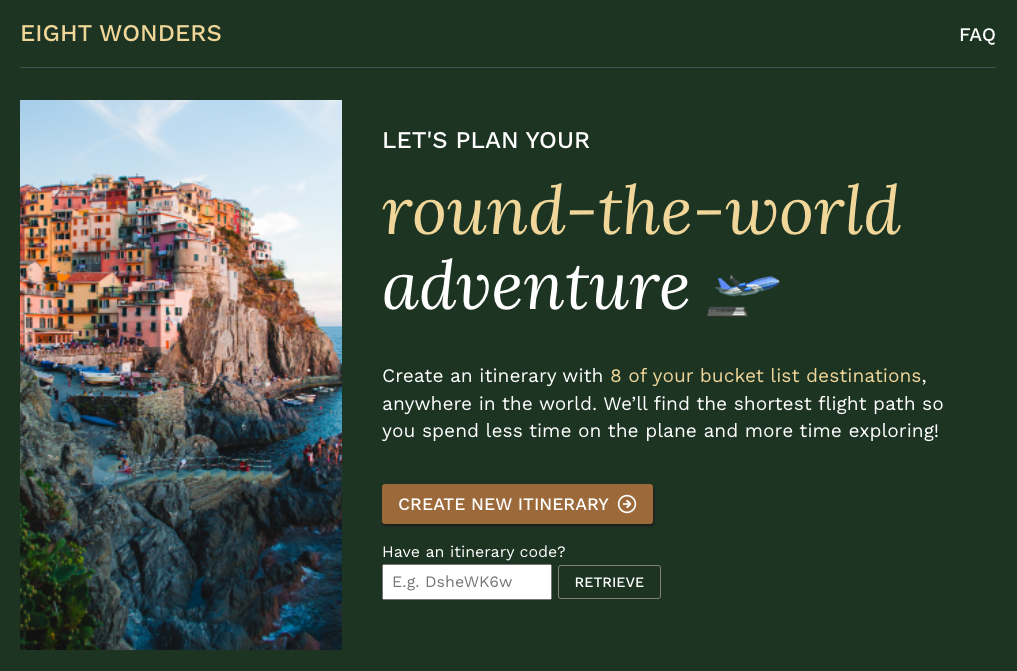 EIGHT WONDERS
FAQ
LET'S PLAN YOUR
round-the-world
adventure
Create an itinerary with 8 of your bucket list destinations,
anywhere in the world. We’ll find the shortest flight path so
you spend less time on the plane and more time exploring!
CREATE NEW ITINERARY
Have an itinerary code?
E.g. DsheWK6w
RETRIEVE